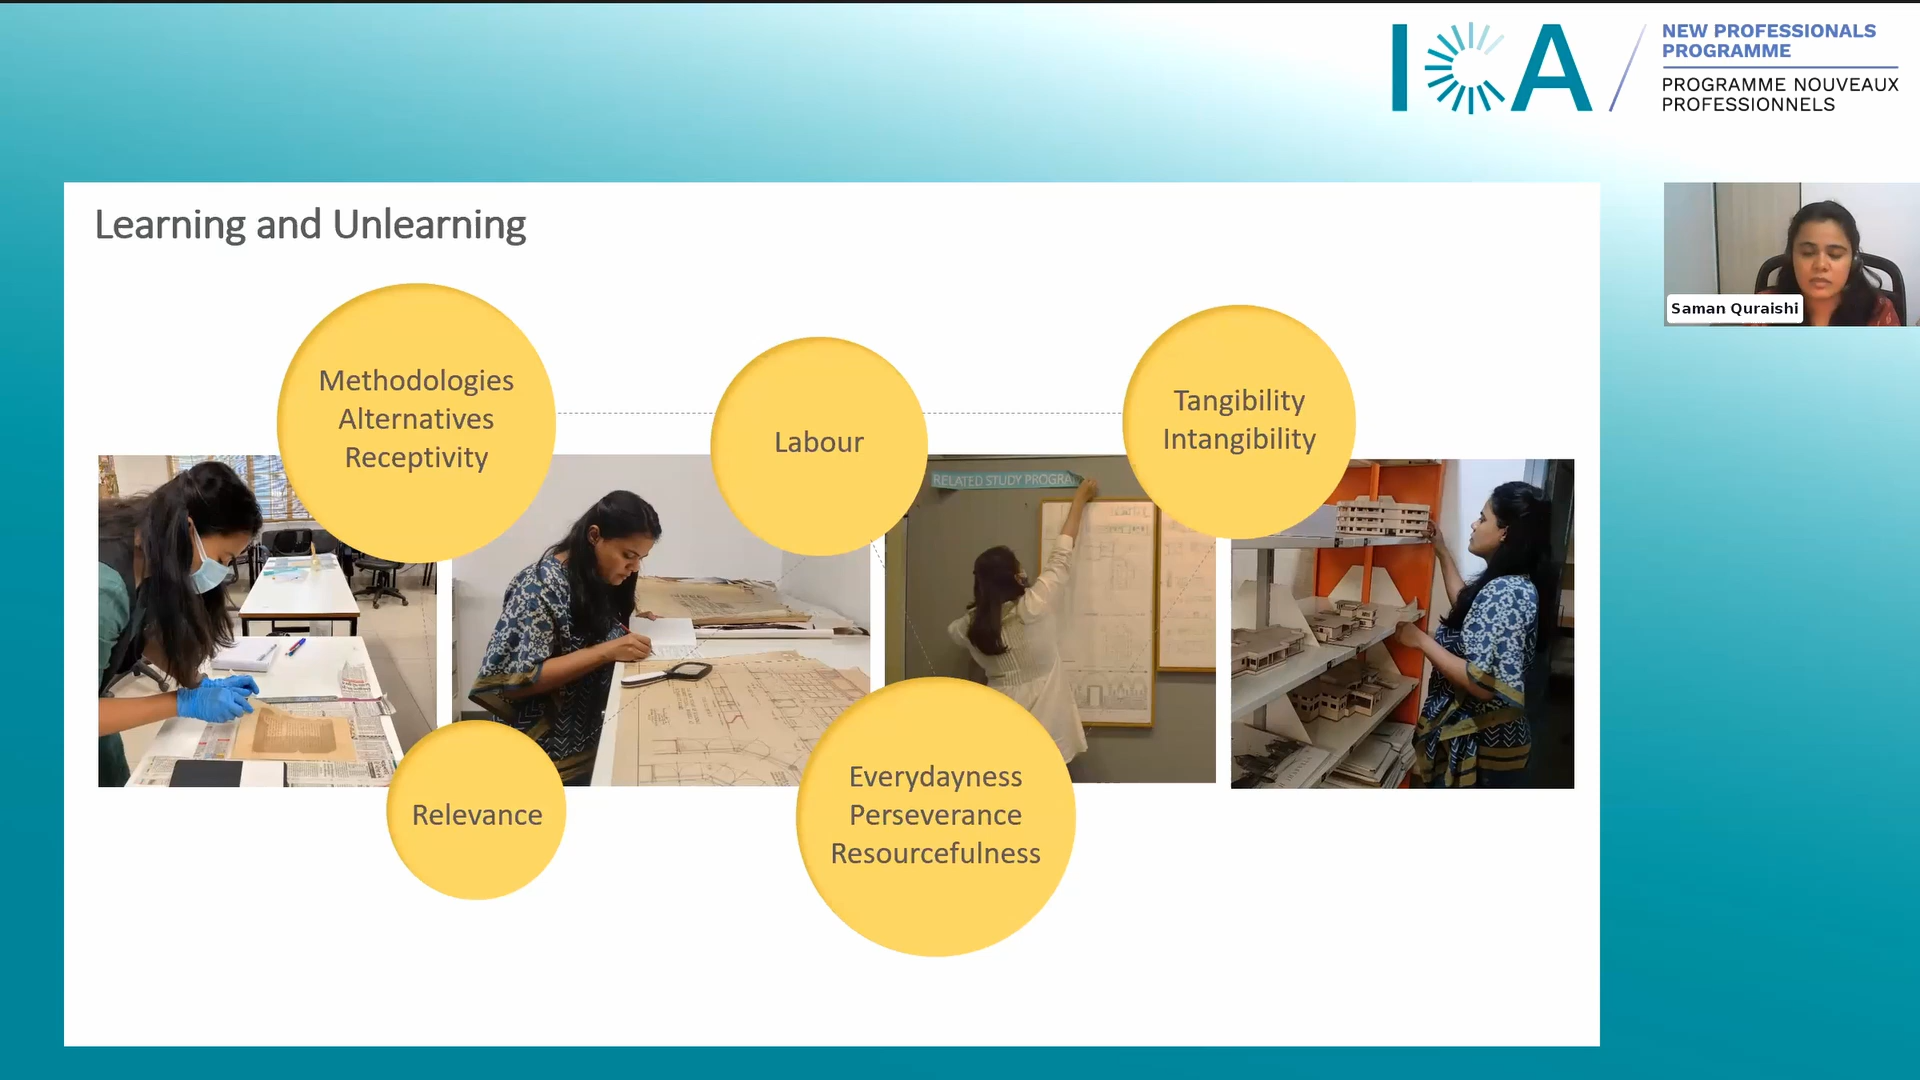 ICA
NEW PROFESSIONALS
PROGRAMME
PROGRAMME NOUVEAUX
PROFESSIONNELS
Learning and Unlearning
Methodologies
Alternatives
Receptivity
Labour
Tangibility
Intangibility
RELATED STUDY PROGRA
Relevance
Everydayness
Perseverance
Resourcefulness
Saman Quraishi